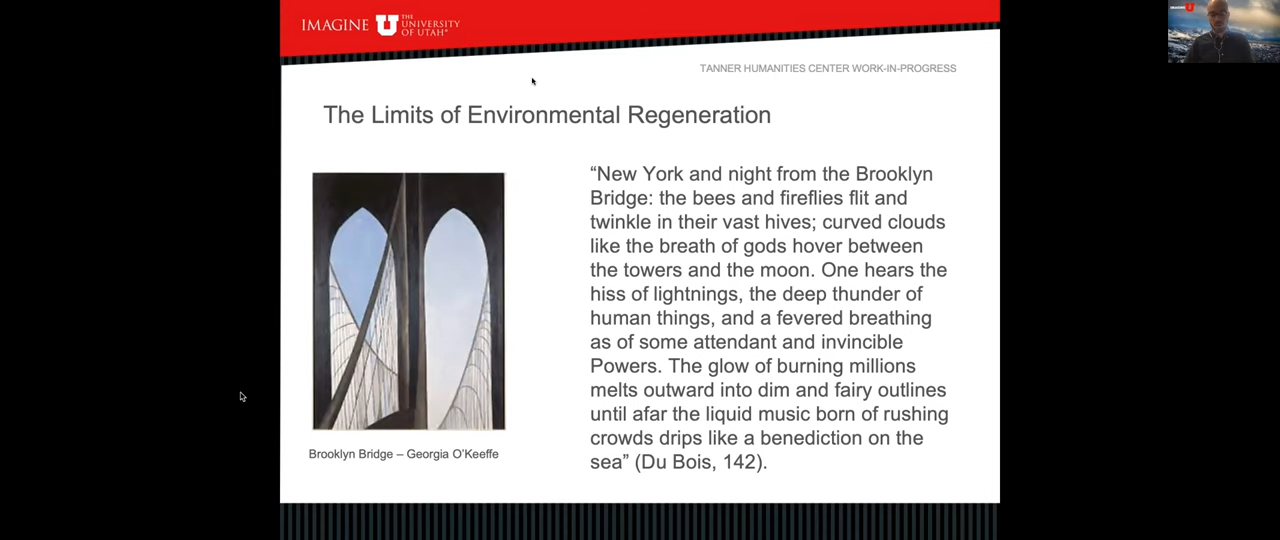 IMAGINE U THE UNIVERSITY OF UTAH®
TANNER HUMANITIES CENTER WORK-IN-PROGRESS
The Limits of Environmental Regeneration
“New York and night from the Brooklyn
Bridge: the bees and fireflies flit and
twinkle in their vast hives; curved clouds
like the breath of gods hover between
the towers and the moon. One hears the
hiss of lightnings, the deep thunder of
human things, and a fevered breathing
as of some attendant and invincible
Powers. The glow of burning millions
melts outward into dim and fairy outlines
until afar the liquid music born of rushing
crowds drips like a benediction on the
sea” (Du Bois, 142).
Brooklyn Bridge – Georgia O’Keeffe
IMAGINE U